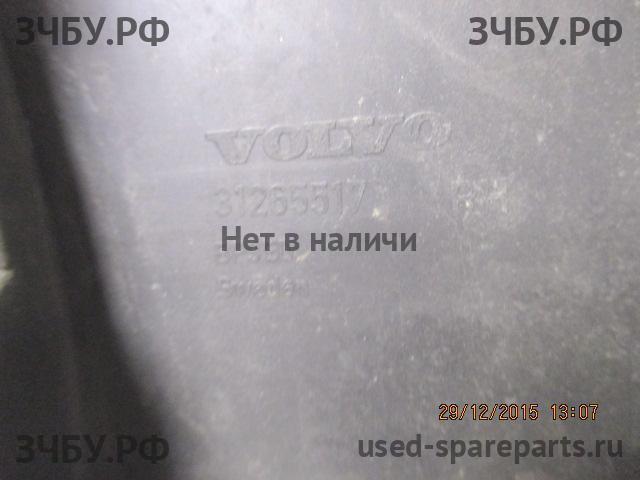 ЗЧБУ.РФ ЗЧБУ.РФ
VOLVO
31265517
Нет в наличи
Sweden
29/12/2015 13:07
ЗЧБУ.РФ used-spareparts.ru